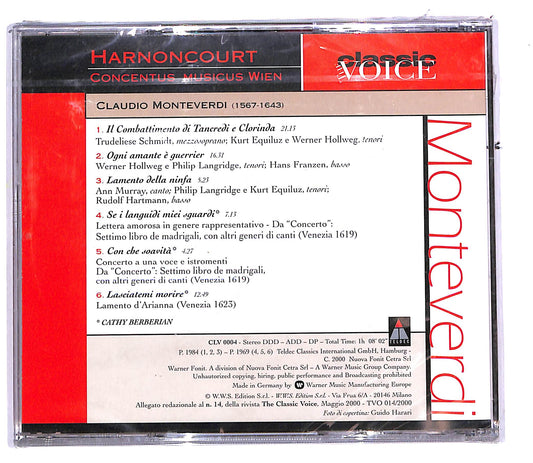 HARNONCOURT
CONCENTUS MUSICUS WIEN
classic
VOICE
CLAUDIO MONTEVERDI (1567-1643)
1. Il Combattimento di Tancredi e Clorinda 21.15
Trudeliese Schmidt, mezzosoprano; Kurt Equiluz e Werner Hollweg, tenori
2. Ogni amante è guerrier 16.31
Werner Hollweg e Philip Langridge, tenori; Hans Franzen, basso
3. Lamento della ninfa 5.23
Ann Murray, canto; Philip Langridge e Kurt Equiluz, tenori;
Rudolf Hartmann, basso
4. Se i languidi miei sguardi* 7.13
Lettera amorosa in genere rappresentativo - Da "Concerto":
Settimo libro de madrigali, con altri generi di canti (Venezia 1619)
5. Con che soavità* 4.27
Concerto a una voce e istromenti
Da "Concerto": Settimo libro de madrigali,
con altri generi di canti (Venezia 1619)
6. Lasciatemi morire* 12.49
Lamento d'Arianna (Venezia 1623)
* CATHY BERBERIAN
Monteverdi
CLV 0004 - Stereo DDD – ADD - DP - Total Time: 1h 08' 02"
TELDEC
P. 1984 (1, 2, 3) – P. 1969 (4, 5, 6) Teldec Classics International GmbH, Hamburg -
C. 2000 Nuova Fonit Cetra Srl
Warner Fonit. A division of Nuova Fonit Cetra Srl – A Warner Music Group Company.
Unauthorized copying, hiring, public performance and Broadcasting prohibited
Made in Germany by Warner Music Manufacturing Europe
© W.W.S. Edition S.r.l. - W.W.S. Edition S.r.l. - Via Frua 6/A - 20146 Milano
Allegato redazionale al n. 14, della rivista The Classic Voice, Maggio 2000 - TVO 014/2000
Foto di copertina: Guido Harari